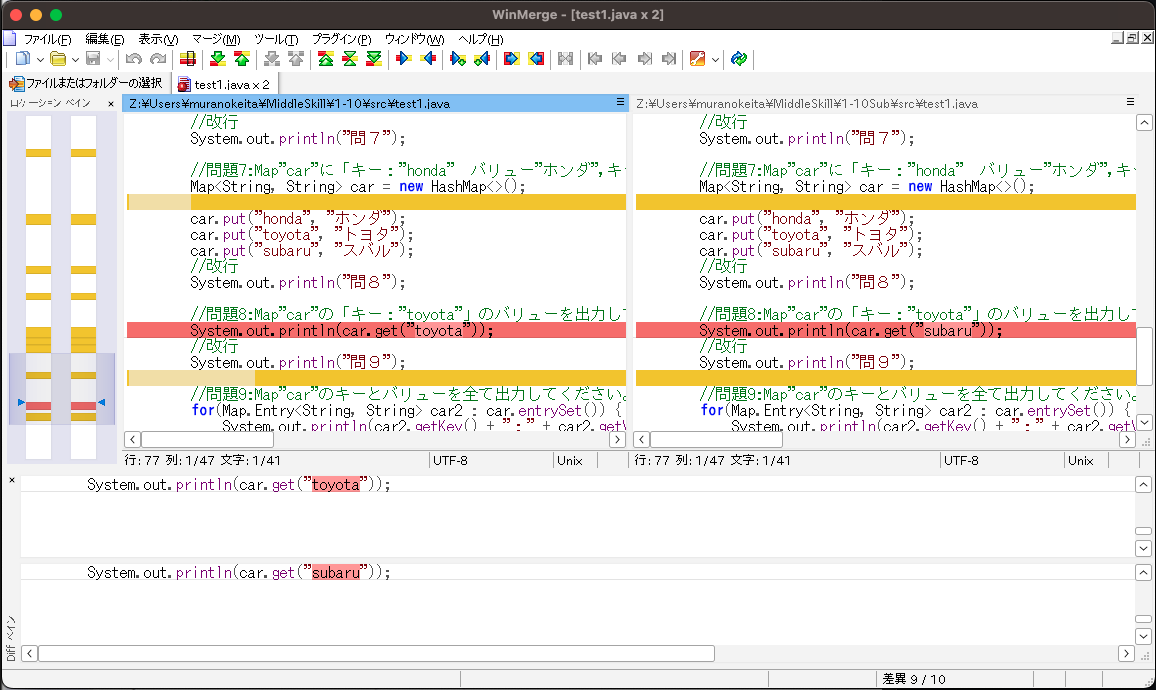 WinMerge - [test1.java x 2]
ファイル(F) 編集(E) 表示(V) マージ(M) ツール(T) プラグイン(P) ウィンドウ(W) ヘルプ(H)
ファイルまたはフォルダーの選択 test1.java x 2
ロケーション ペイン
Z:¥Users¥muranokeita¥MiddleSkill¥1-10¥src¥test1.java
//改行
System.out.println("問７");
//問題7:Map"car"に「キー："honda" バリュー"ホンダ",キ
Map<String, String> car = new HashMap<>();
car.put("honda", "ホンダ");
car.put("toyota", "トヨタ");
car.put("subaru", "スバル");
//改行
System.out.println("問８");
//問題8:Map"car"の「キー："toyota"」のバリューを出力して
System.out.println(car.get("toyota"));
//改行
System.out.println("問９");
//問題9:Map"car"のキーとバリューを全て出力してください。
for(Map.Entry<String, String> car2 : car.entrySet()) {
System.out.println(car2.getKey() + ":" + car2.get
行: 77 列: 1/47 文字: 1/41 UTF-8 Unix
Z:¥Users¥muranokeita¥MiddleSkill¥1-10Sub¥src¥test1.java
//改行
System.out.println("問７");
//問題7:Map"car"に「キー："honda" バリュー"ホンダ",キー
Map<String, String> car = new HashMap<>();
car.put("honda", "ホンダ");
car.put("toyota", "トヨタ");
car.put("subaru", "スバル");
//改行
System.out.println("問８");
//問題8:Map"car"の「キー："toyota"」のバリューを出力して
System.out.println(car.get("subaru"));
//改行
System.out.println("問９");
//問題9:Map"car"のキーとバリューを全て出力してください。
for(Map.Entry<String, String> car2 : car.entrySet()) {
System.out.println(car2.getKey() + ":" + car2.getV
行: 77 列: 1/47 文字: 1/41 UTF-8 Unix
System.out.println(car.get("toyota"));
System.out.println(car.get("subaru"));
Diff ペイン
差異 9 / 10